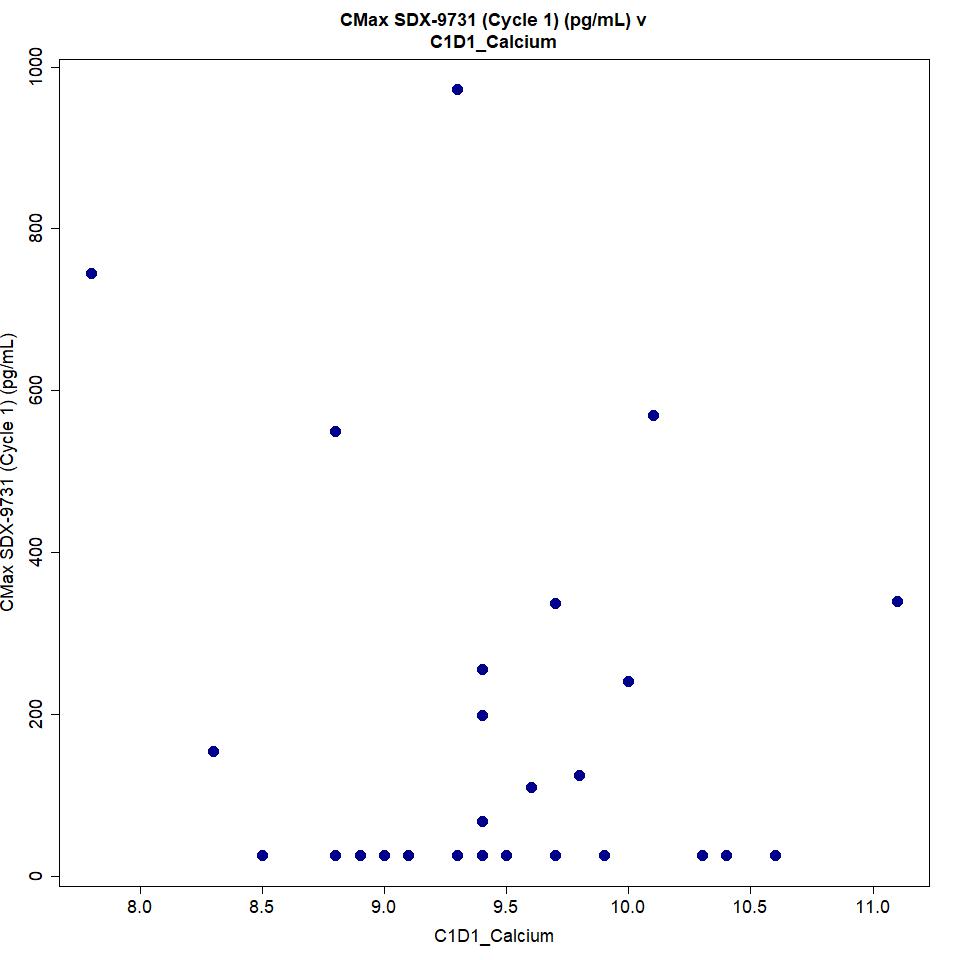 CMax SDX-9731 (Cycle 1) (pg/mL) v
C1D1_Calcium
1000
800
600
400
200
0
CMax SDX-9731 (Cycle 1) (pg/mL)
8.0 8.5 9.0 9.5 10.0 10.5 11.0
C1D1_Calcium